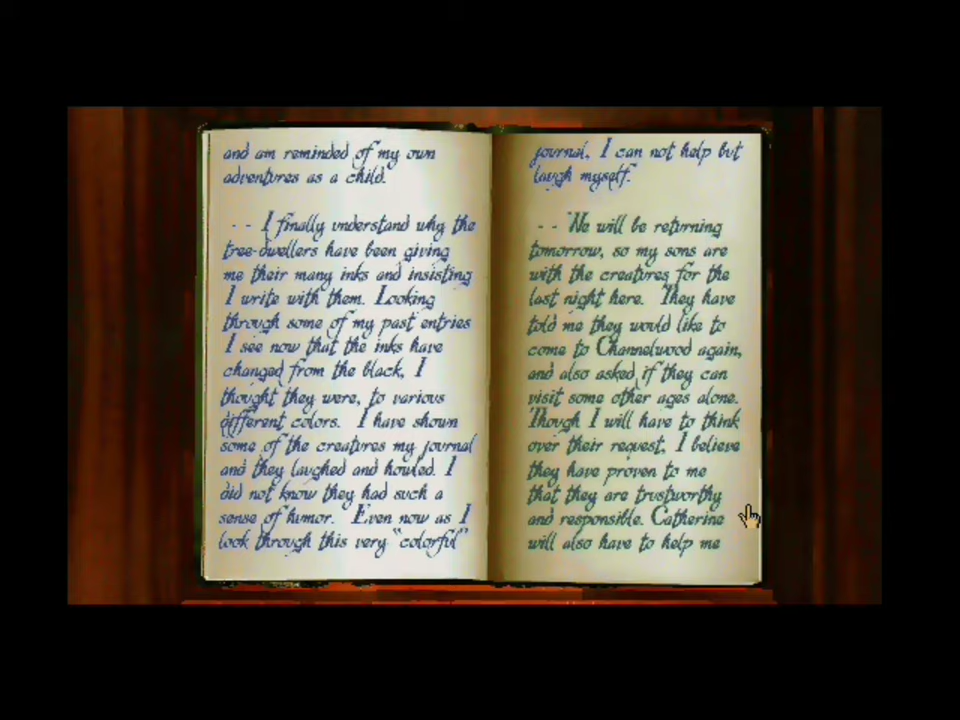 and am reminded of my own
adventures as a child.
- - I finally understand why the
tree-dwellers have been giving
me their many inks and insisting
I write with them. Looking
through some of my past entries
I see now that the inks have
changed from the black, I
thought they were, to various
different colors. I have shown
some of the creatures my journal
and they laughed and howled. I
did not know they had such a
sense of humor. Even now as I
look through this very "colorful"
journal, I can not help but
laugh myself.
- - We will be returning
tomorrow, so my sons are
with the creatures for the
last night here. They have
told me they would like to
come to Channelwood again,
and also asked if they can
visit some other ages alone.
Though I will have to think
over their request, I believe
they have proven to me
that they are trustworthy
and responsible. Catherine
will also have to help me